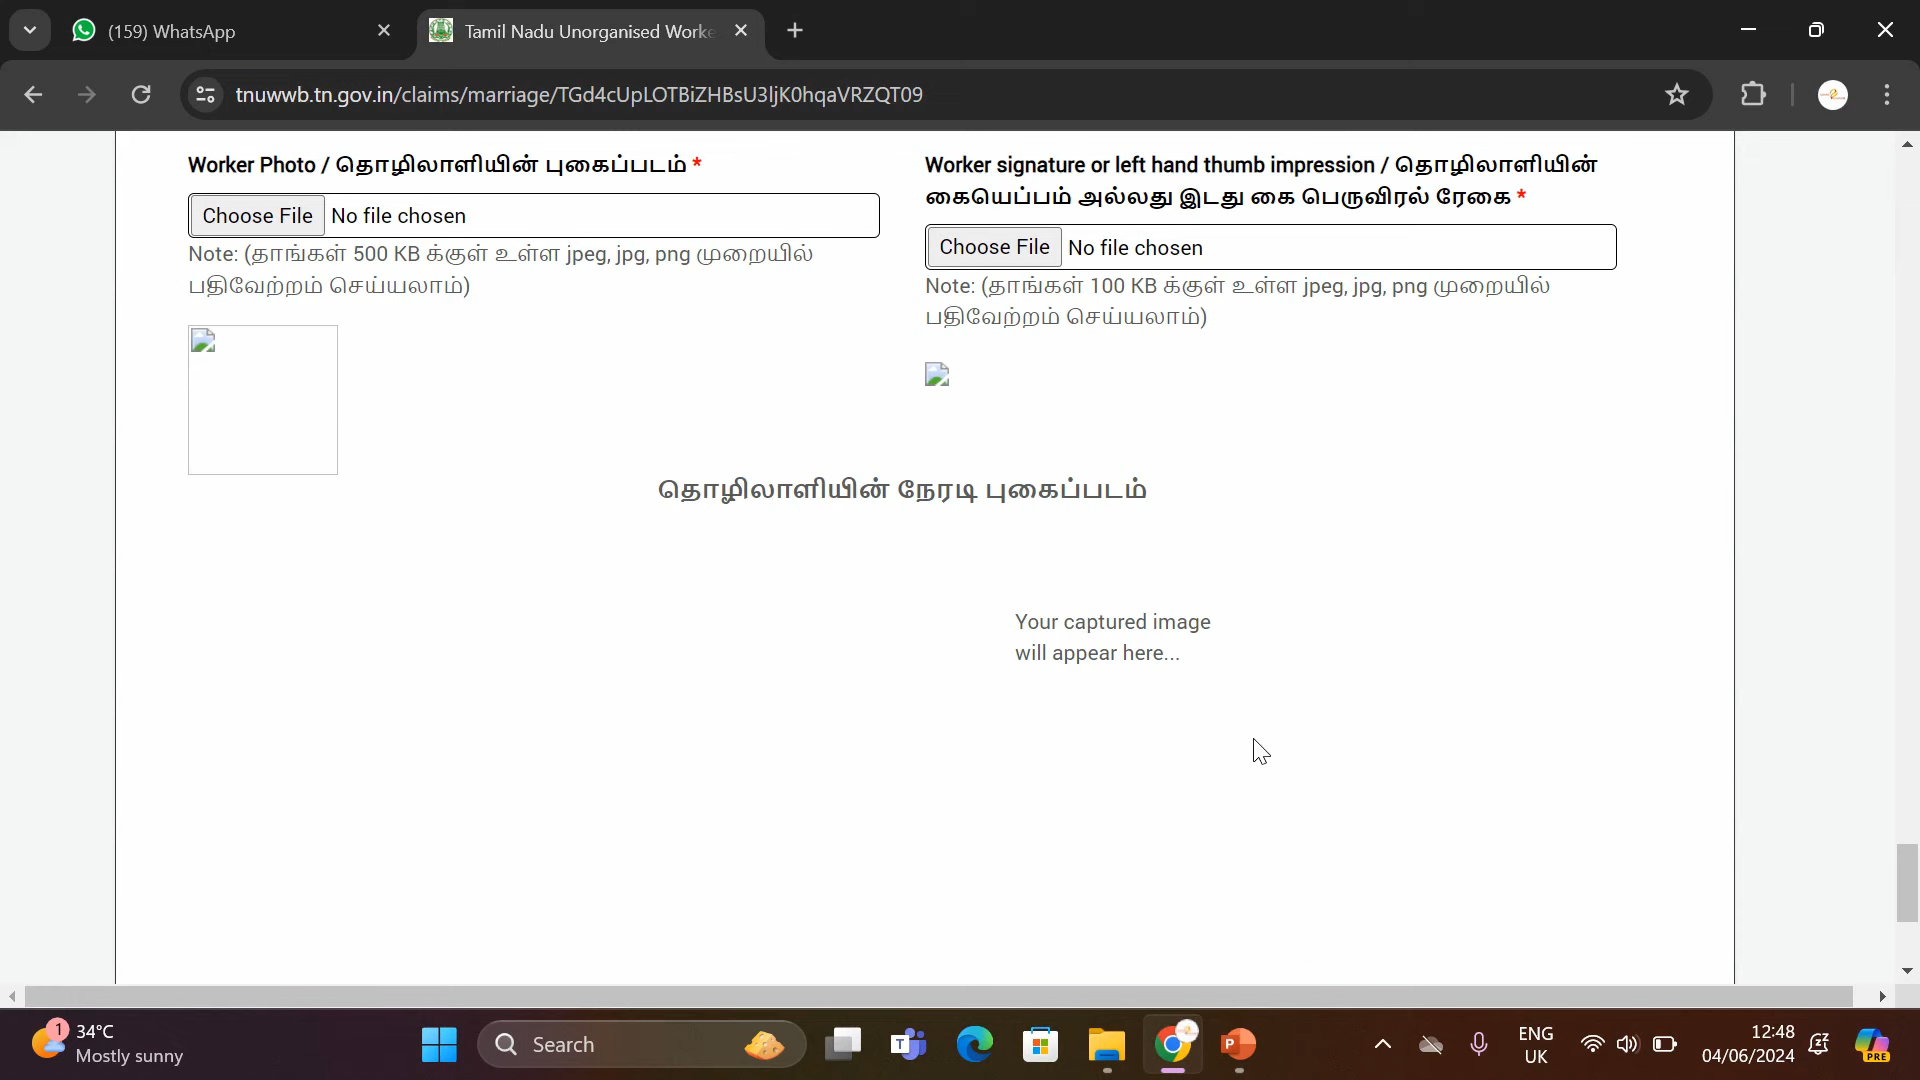 (159) WhatsApp
Tamil Nadu Unorganised Worke
tnuwwb.tn.gov.in/claims/marriage/TGd4cUpLOTBiZHBsU3ljK0hqaVRZQT09
Worker Photo / தொழிலாளியின் புகைப்படம் *
Choose File No file chosen
Note: (தாங்கள் 500 KB க்குள் உள்ள jpeg, jpg, png முறையில்
பதிவேற்றம் செய்யலாம்)
Worker signature or left hand thumb impression / தொழிலாளியின்
கையெப்பம் அல்லது இடது கை பெருவிரல் ரேகை *
Choose File No file chosen
Note: (தாங்கள் 100 KB க்குள் உள்ள jpeg, jpg, png முறையில்
பதிவேற்றம் செய்யலாம்)
தொழிலாளியின் நேரடி புகைப்படம்
Your captured image
will appear here...
1
34°C
Mostly sunny
Search
ENG
UK
12:48
04/06/2024
PRE